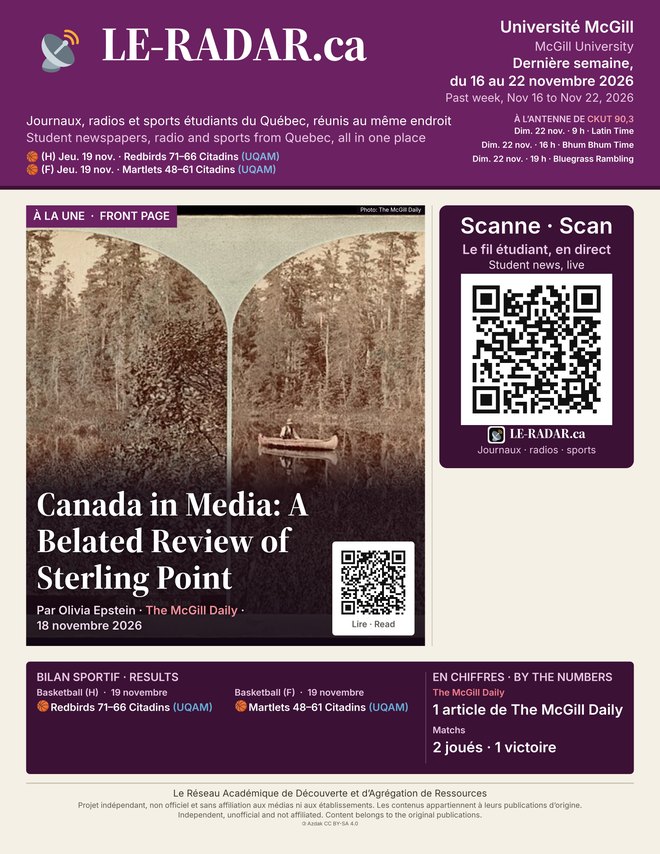 LE-RADAR.ca
Université McGill
McGill University
Dernière semaine,
du 16 au 22 novembre 2026
Past week, Nov 16 to Nov 22, 2026
Journaux, radios et sports étudiants du Québec, réunis au même endroit
Student newspapers, radio and sports from Quebec, all in one place
(H) Jeu. 19 nov. · Redbirds 71–66 Citadins (UQAM)
(F) Jeu. 19 nov. · Martlets 48–61 Citadins (UQAM)
À L'ANTENNE DE CKUT 90,3
Dim. 22 nov. · 9 h · Latin Time
Dim. 22 nov. · 16 h · Bhum Bhum Time
Dim. 22 nov. · 19 h · Bluegrass Rambling
À LA UNE · FRONT PAGE
Photo: The McGill Daily
Canada in Media: A
Belated Review of
Sterling Point
Par Olivia Epstein · The McGill Daily ·
18 novembre 2026
Lire · Read
Scanne · Scan
Le fil étudiant, en direct
Student news, live
LE-RADAR.ca
Journaux · radios · sports
BILAN SPORTIF · RESULTS
Basketball (H) · 19 novembre
Redbirds 71–66 Citadins (UQAM)
Basketball (F) · 19 novembre
Martlets 48–61 Citadins (UQAM)
EN CHIFFRES · BY THE NUMBERS
The McGill Daily
1 article de The McGill Daily
Matchs
2 joués · 1 victoire
Le Réseau Académique de Découverte et d'Agrégation de Ressources
Projet indépendant, non officiel et sans affiliation aux médias ni aux établissements. Les contenus appartiennent à leurs publications d'origine.
Independent, unofficial and not affiliated. Content belongs to the original publications.
© Azdak CC BY-SA 4.0